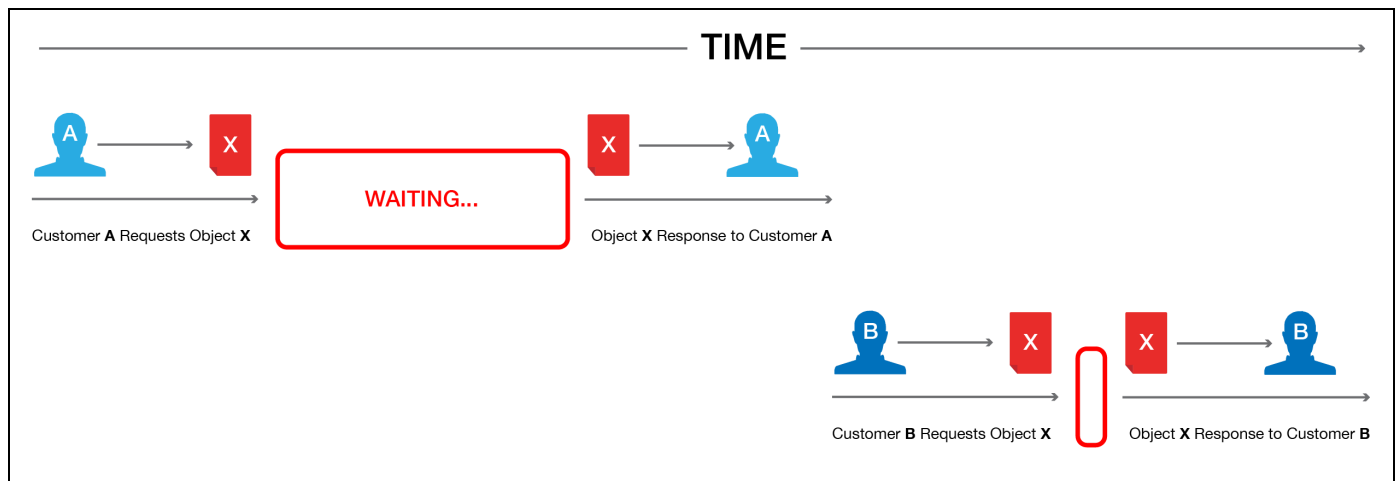 TIME
A
X
X
A
WAITING...
Customer A Requests Object X
Object X Response to Customer A
B
X
X
B
Customer B Requests Object X
Object X Response to Customer B